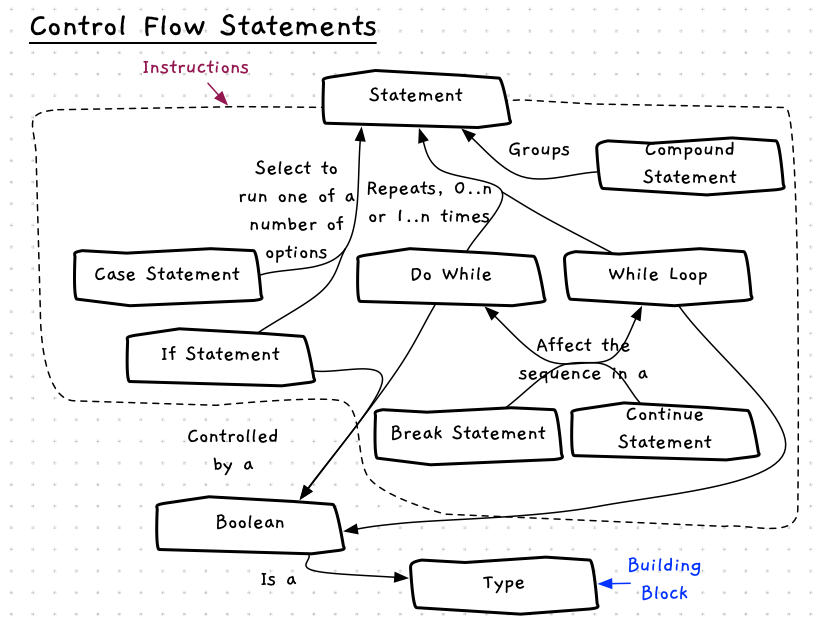 Control Flow Statements
Instructions
Statement
Groups
Compound
Statement
Select to
run one of a
number of
options
Repeats, 0..n
or 1..n times
Case Statement
Do While
While Loop
If Statement
Affect the
sequence in a
Break Statement
Continue
Statement
Controlled
by a
Boolean
Is a
Type
Building
Block